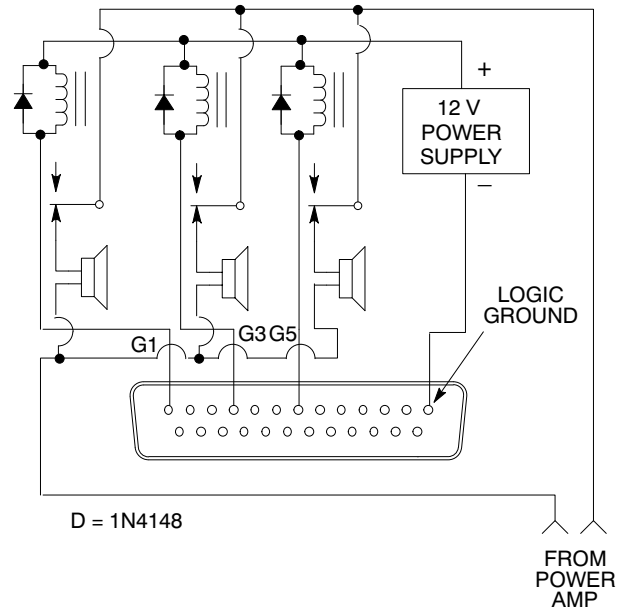 +
12 V
POWER
SUPPLY
–
LOGIC
GROUND
G1
G3 G5
D = 1N4148
FROM
POWER
AMP